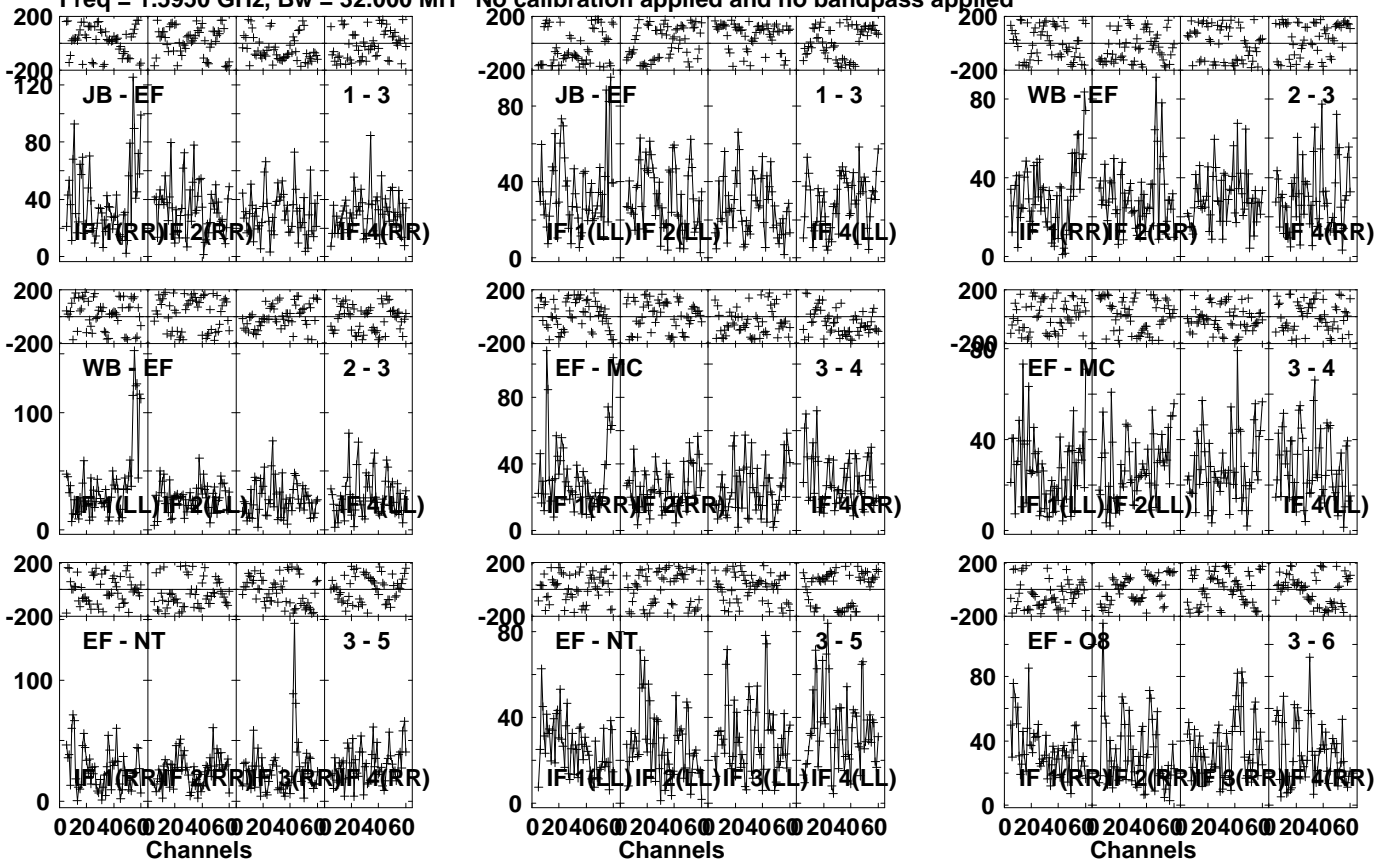 Freq = 1.5950 GHz, Bw = 32.000 MH No calibration applied and no bandpass applied
200
-200
120
80
40
0
JB - EF 1 - 3
IF 1(RR) IF 2(RR) IF 4(RR)
200
-200
80
40
0
JB - EF 1 - 3
IF 1(LL) IF 2(LL) IF 4(LL)
200
-200
80
40
0
WB - EF 2 - 3
IF 1(RR) IF 2(RR) IF 4(RR)
200
-200
100
0
WB - EF 2 - 3
IF 1(LL) IF 2(LL) IF 4(LL)
200
-200
80
40
0
EF - MC 3 - 4
IF 1(RR) IF 2(RR) IF 4(RR)
200
-200
80
40
0
EF - MC 3 - 4
IF 1(LL) IF 2(LL) IF 4(LL)
200
-200
100
0
EF - NT 3 - 5
IF 1(RR) IF 2(RR) IF 3(RR) IF 4(RR)
0 20 40 60 0 20 40 60 0 20 40 60 0 20 40 60
Channels
200
-200
80
40
0
EF - NT 3 - 5
IF 1(LL) IF 2(LL) IF 3(LL) IF 4(LL)
0 20 40 60 0 20 40 60 0 20 40 60 0 20 40 60
Channels
200
-200
80
40
0
EF - O8 3 - 6
IF 1(RR) IF 2(RR) IF 3(RR) IF 4(RR)
0 20 40 60 0 20 40 60 0 20 40 60 0 20 40 60
Channels